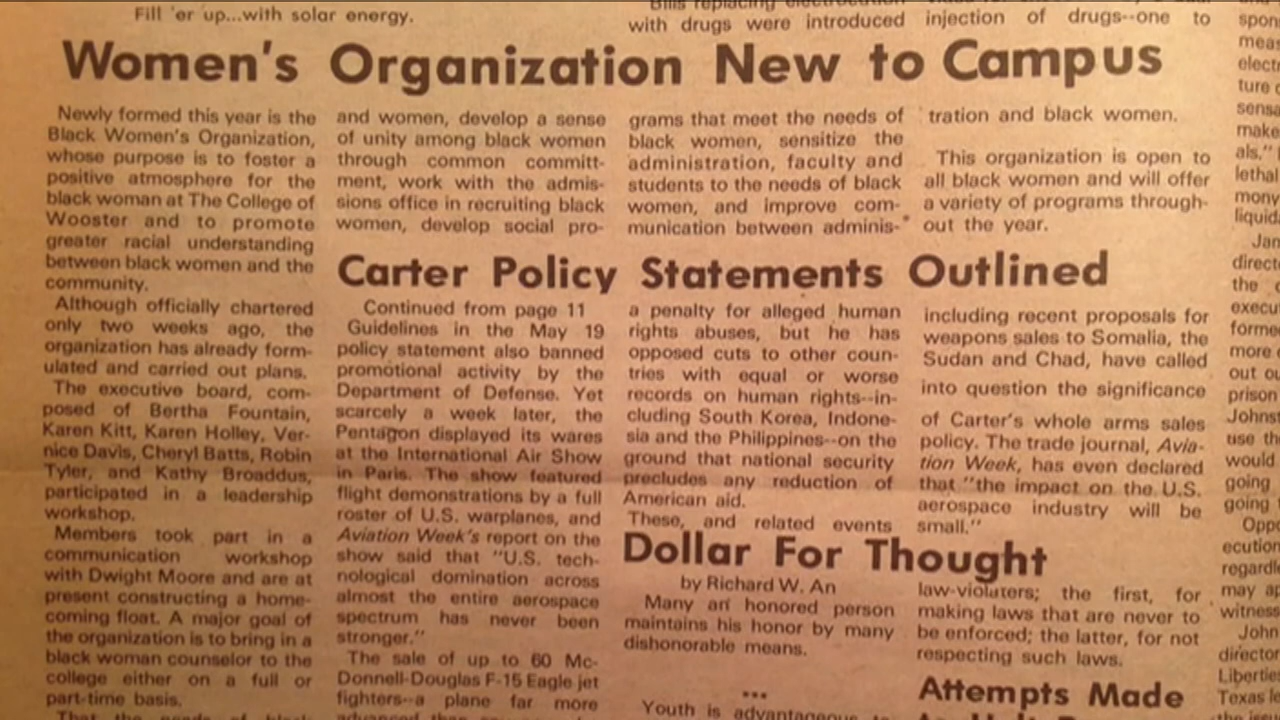 Fill 'er up...with solar energy.
with drugs were introduced
injection of drugs--one to
Women's Organization New to Campus
Newly formed this year is the
Black Women's Organization,
whose purpose is to foster a
positive atmosphere for the
black woman at The College of
Wooster and to promote
greater racial understanding
between black women and the
community.
Although officially chartered
only two weeks ago, the
organization has already form-
ulated and carried out plans.
The executive board, com-
posed of Bertha Fountain,
Karen Kitt, Karen Holley, Ver-
nice Davis, Cheryl Batts, Robin
Tyler, and Kathy Broaddus,
participated in a leadership
workshop.
Members took part in a
communication workshop
with Dwight Moore and are at
present constructing a home-
coming float. A major goal of
the organization is to bring in a
black woman counselor to the
college either on a full or
part-time basis.
and women, develop a sense
of unity among black women
through common committ-
ment, work with the admis-
sions office in recruiting black
women, develop social pro-
grams that meet the needs of
black women, sensitize the
administration, faculty and
students to the needs of black
women, and improve com-
munication between adminis-
tration and black women.
This organization is open to
all black women and will offer
a variety of programs through-
out the year.
Carter Policy Statements Outlined
Continued from page 11
Guidelines in the May 19
policy statement also banned
promotional activity by the
Department of Defense. Yet
scarcely a week later, the
Pentagon displayed its wares
at the International Air Show
in Paris. The show featured
flight demonstrations by a full
roster of U.S. warplanes, and
Aviation Week's report on the
show said that "U.S. tech-
nological domination across
almost the entire aerospace
spectrum has never been
stronger."
The sale of up to 60 Mc-
Donnell-Douglas F-15 Eagle jet
fighters--a plane far more
a penalty for alleged human
rights abuses, but he has
opposed cuts to other coun-
tries with equal or worse
records on human rights--in-
cluding South Korea, Indone-
sia and the Philippines--on the
ground that national security
precludes any reduction of
American aid.
These, and related events
including recent proposals for
weapons sales to Somalia, the
Sudan and Chad, have called
into question the significance
of Carter's whole arms sales
policy. The trade journal, Avia-
tion Week, has even declared
that "the impact on the U.S.
aerospace industry will be
small."
Dollar For Thought
by Richard W. An
Many an honored person
maintains his honor by many
dishonorable means.
...
Youth is advantageous to
law-violaters; the first, for
making laws that are never to
be enforced; the latter, for not
respecting such laws.
Attempts Made